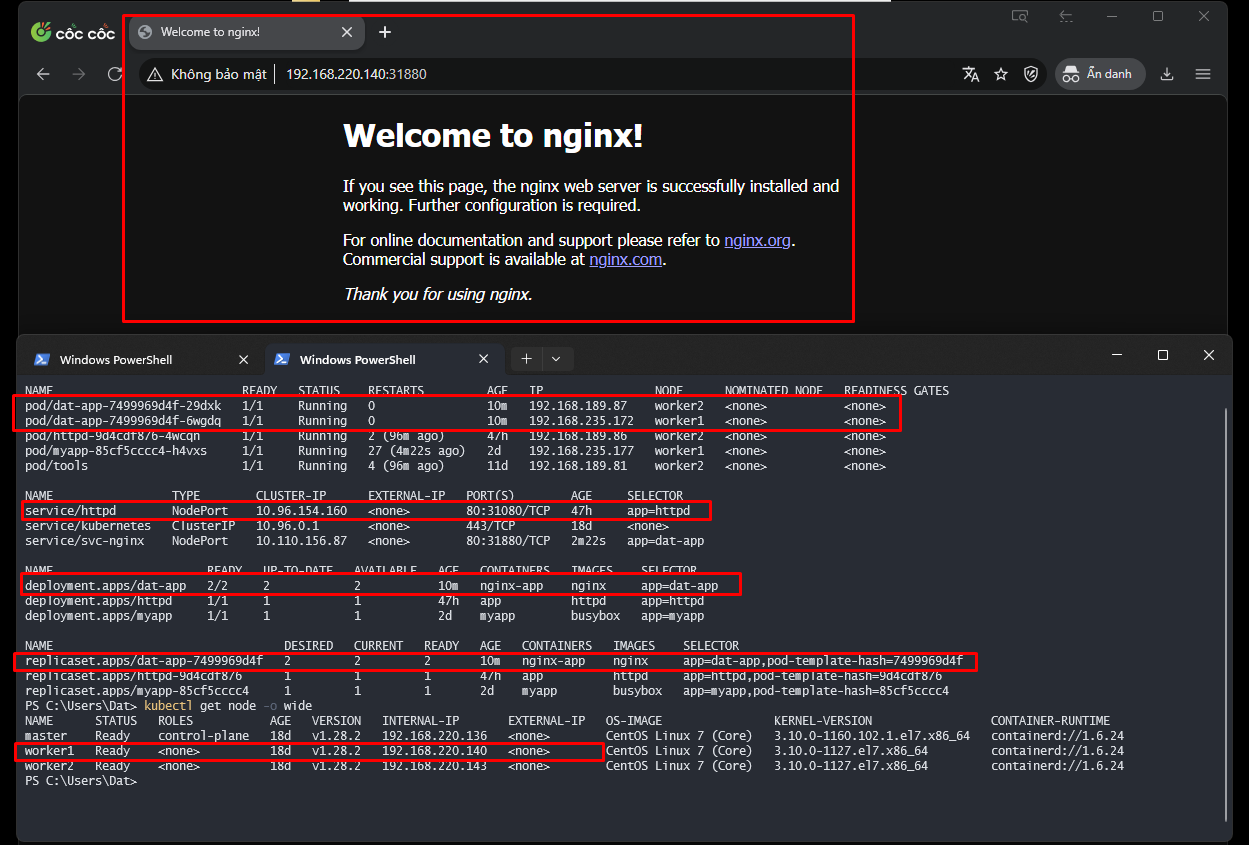 cốc cốc
Welcome to nginx!
Không bảo mật 192.168.220.140:31880
Ẩn danh
Welcome to nginx!
If you see this page, the nginx web server is successfully installed and
working. Further configuration is required.
For online documentation and support please refer to nginx.org.
Commercial support is available at nginx.com.
Thank you for using nginx.
Windows PowerShell
Windows PowerShell
NAME READY STATUS RESTARTS AGE IP NODE NOMINATED NODE READINESS GATES
pod/dat-app-7499969d4f-29dxk 1/1 Running 0 10m 192.168.189.87 worker2 <none> <none>
pod/dat-app-7499969d4f-6wgdq 1/1 Running 0 10m 192.168.235.172 worker1 <none> <none>
pod/httpd-9d4cdf876-4wcqn 1/1 Running 2 (96m ago) 47h 192.168.189.86 worker2 <none> <none>
pod/myapp-85cf5cccc4-h4vxs 1/1 Running 27 (4m22s ago) 2d 192.168.235.177 worker1 <none> <none>
pod/tools 1/1 Running 4 (96m ago) 11d 192.168.189.81 worker2 <none> <none>
NAME TYPE CLUSTER-IP EXTERNAL-IP PORT(S) AGE SELECTOR
service/httpd NodePort 10.96.154.160 <none> 80:31080/TCP 47h app=httpd
service/kubernetes ClusterIP 10.96.0.1 <none> 443/TCP 18d <none>
service/svc-nginx NodePort 10.110.156.87 <none> 80:31880/TCP 2m22s app=dat-app
NAME READY UP-TO-DATE AVAILABLE AGE CONTAINERS IMAGES SELECTOR
deployment.apps/dat-app 2/2 2 2 10m nginx-app nginx app=dat-app
deployment.apps/httpd 1/1 1 1 47h app httpd app=httpd
deployment.apps/myapp 1/1 1 1 2d myapp busybox app=myapp
NAME DESIRED CURRENT READY AGE CONTAINERS IMAGES SELECTOR
replicaset.apps/dat-app-7499969d4f 2 2 2 10m nginx-app nginx app=dat-app,pod-template-hash=7499969d4f
replicaset.apps/httpd-9d4cdf876 1 1 1 47h app httpd app=httpd,pod-template-hash=9d4cdf876
replicaset.apps/myapp-85cf5cccc4 1 1 1 2d myapp busybox app=myapp,pod-template-hash=85cf5cccc4
PS C:\Users\Dat> kubectl get node -o wide
NAME STATUS ROLES AGE VERSION INTERNAL-IP EXTERNAL-IP OS-IMAGE KERNEL-VERSION CONTAINER-RUNTIME
master Ready control-plane 18d v1.28.2 192.168.220.136 <none> CentOS Linux 7 (Core) 3.10.0-1160.102.1.el7.x86_64 containerd://1.6.24
worker1 Ready <none> 18d v1.28.2 192.168.220.140 <none> CentOS Linux 7 (Core) 3.10.0-1127.el7.x86_64 containerd://1.6.24
worker2 Ready <none> 18d v1.28.2 192.168.220.143 <none> CentOS Linux 7 (Core) 3.10.0-1127.el7.x86_64 containerd://1.6.24
PS C:\Users\Dat>